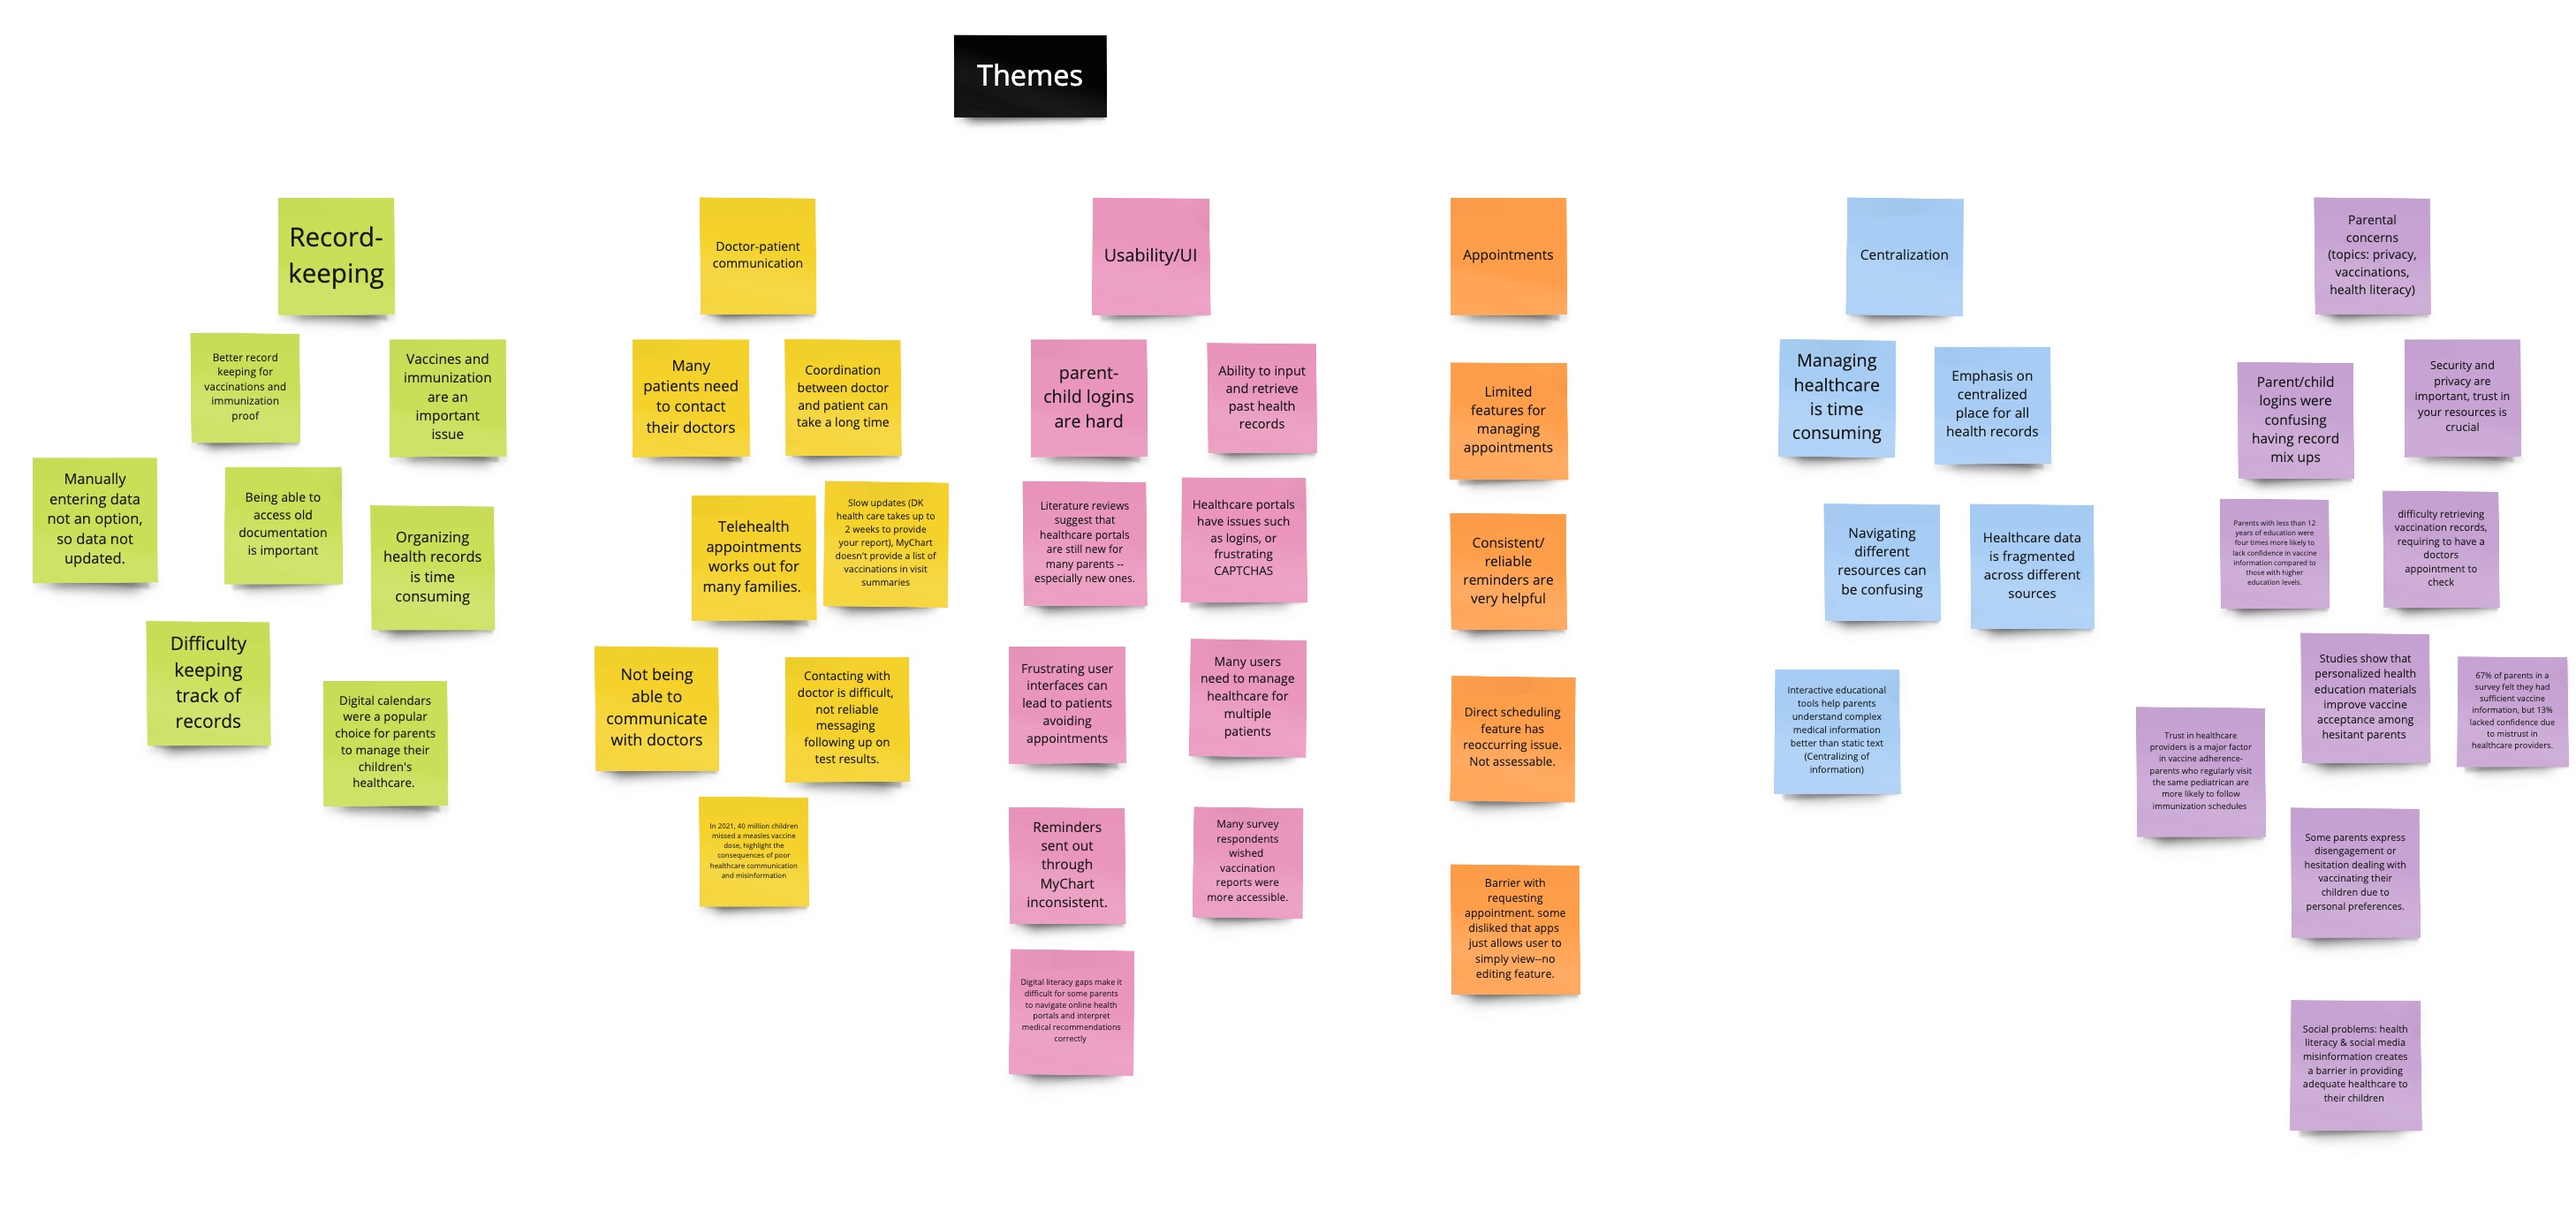 Themes
Record-
keeping
Better record
keeping for
vaccinations and
immunization
proof
Vaccines and
immunization
are an
important
issue
Manually
entering data
not an option,
so data not
updated.
Being able to
access old
documentation
is important
Organizing
health records
is time
consuming
Difficulty
keeping
track of
records
Digital calendars
were a popular
choice for parents
to manage their
children's
healthcare.
Doctor-patient
communication
Many
patients need
to contact
their doctors
Coordination
between doctor
and patient can
take a long time
Telehealth
appointments
works out for
many families.
Slow updates (DK
health care takes up to
2 weeks to provide
your report), MyChart
doesn't provide a list of
vaccinations in visit
summaries
Not being
able to
communicate
with doctors
Contacting with
doctor is difficult,
not reliable
messaging
following up on
test results.
In 2021, 40 million children
missed a measles vaccine
dose, highlight the
consequences of poor
healthcare communication
and misinformation
Usability/UI
parent-
child logins
are hard
Ability to input
and retrieve
past health
records
Literature reviews
suggest that
healthcare portals
are still new for
many parents --
especially new ones.
Healthcare portals
have issues such
as logins, or
frustrating
CAPTCHAS
Frustrating user
interfaces can
lead to patients
avoiding
appointments
Many users
need to manage
healthcare for
multiple
patients
Reminders
sent out
through
MyChart
inconsistent.
Many survey
respondents
wished
vaccination
reports were
more accessible.
Digital literacy gaps make it
difficult for some parents
to navigate online health
portals and interpret
medical recommendations
correctly
Appointments
Limited
features for
managing
appointments
Consistent/
reliable
reminders are
very helpful
Direct scheduling
feature has
reoccurring issue.
Not assessable.
Barrier with
requesting
appointment. some
disliked that apps
just allows user to
simply view--no
editing feature.
Centralization
Managing
healthcare
is time
consuming
Emphasis on
centralized
place for all
health records
Navigating
different
resources can
be confusing
Healthcare data
is fragmented
across different
sources
Interactive educational
tools help parents
understand complex
medical information
better than static text
(Centralizing of
information)
Parental
concerns
(topics: privacy,
vaccinations,
health literacy)
Parent/child
logins were
confusing
having record
mix ups
Security and
privacy are
important, trust in
your resources is
crucial
Parents with less than 12
years of education were
four times more likely to
lack confidence in vaccine
information compared to
those with higher
education levels.
difficulty retrieving
vaccination records,
requiring to have a
doctors
appointment to
check
Studies show that
personalized health
education materials
improve vaccine
acceptance among
hesitant parents
67% of parents in a
survey felt they had
sufficient vaccine
information, but 13%
lacked confidence due
to mistrust in
healthcare providers.
Trust in healthcare
providers is a major factor
in vaccine adherence-
parents who regularly visit
the same pediatrican are
more likely to follow
immunization schedules
Some parents express
disengagement or
hesitation dealing with
vaccinating their
children due to
personal preferences.
Social problems: health
literacy & social media
misinformation creates
a barrier in providing
adequate healthcare to
their children